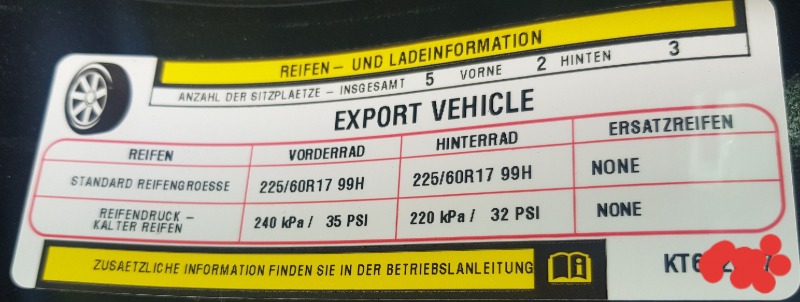 REIFEN – UND LADEINFORMATION
ANZAHL DER SITZPLAETZE – INSGESAMT 5 VORNE 2 HINTEN 3
EXPORT VEHICLE
REIFEN VORDERRAD HINTERRAD ERSATZREIFEN
STANDARD REIFENGROESSE 225/60R17 99H 225/60R17 99H NONE
REIFENDRUCK –
KALTER REIFEN 240 kPa / 35 PSI 220 kPa / 32 PSI NONE
ZUSAETZLICHE INFORMATION FINDEN SIE IN DER BETRIEBSLANLEITUNG